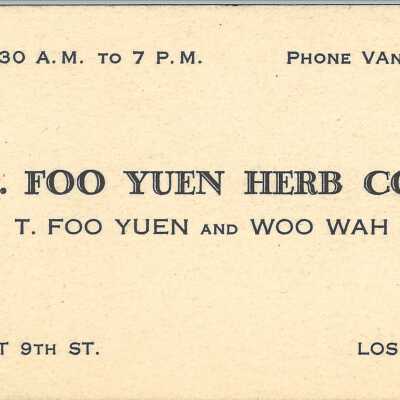 30 A.M. TO 7 P.M. PHONE VAN
. FOO YUEN HERB CO
T. FOO YUEN AND WOO WAH
T 9TH ST. LOS